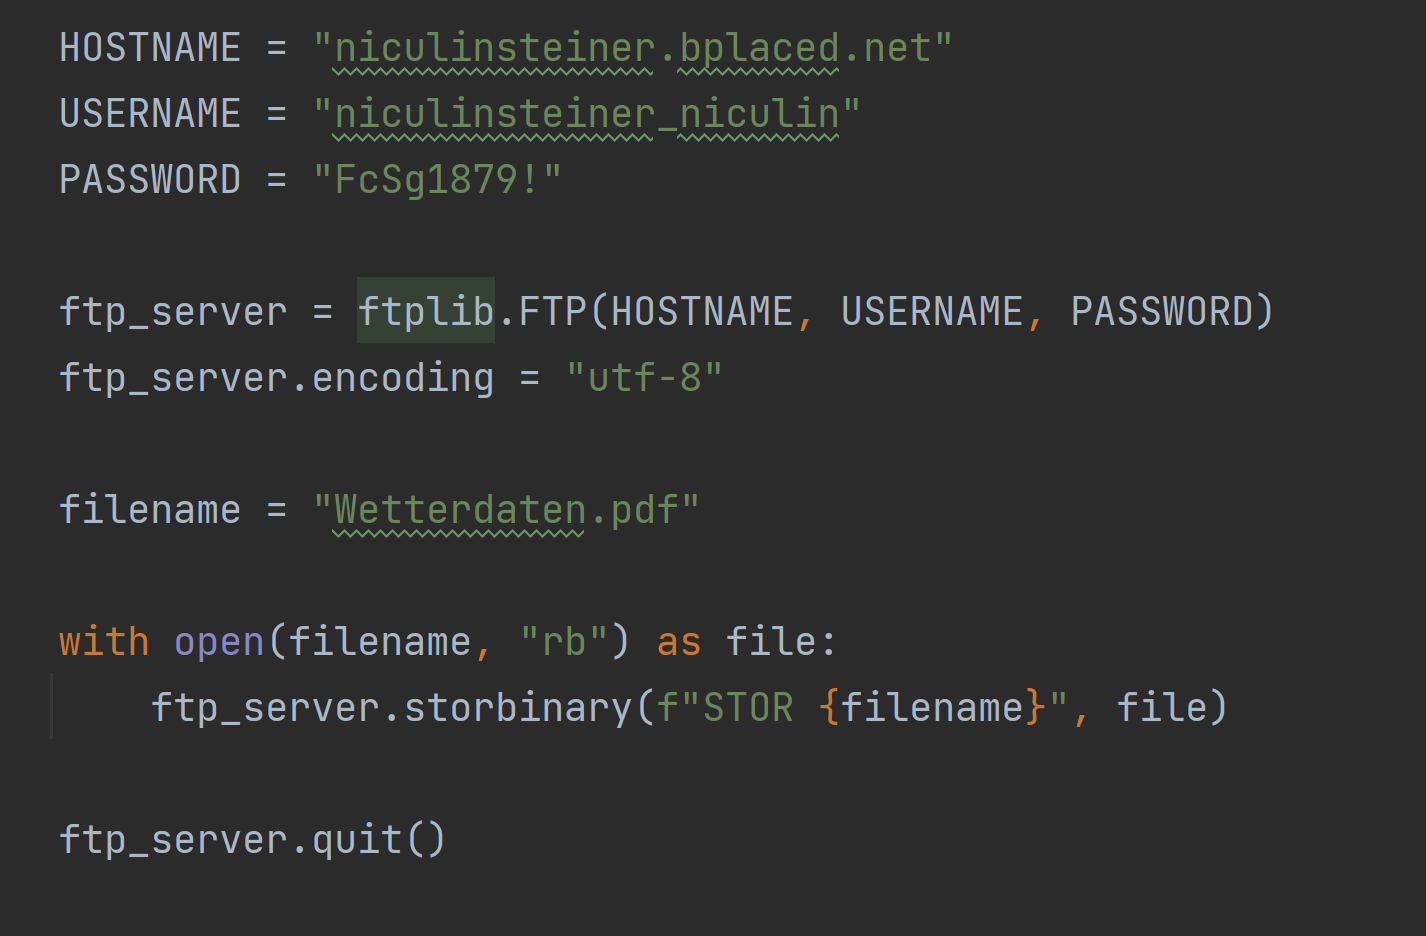 HOSTNAME = "niculinsteiner.bplaced.net"
USERNAME = "niculinsteiner_niculin"
PASSWORD = "FcSg1879!"
ftp_server = ftplib.FTP(HOSTNAME, USERNAME, PASSWORD)
ftp_server.encoding = "utf-8"
filename = "Wetterdaten.pdf"
with open(filename, "rb") as file:
    ftp_server.storbinary(f"STOR {filename}", file)
ftp_server.quit()